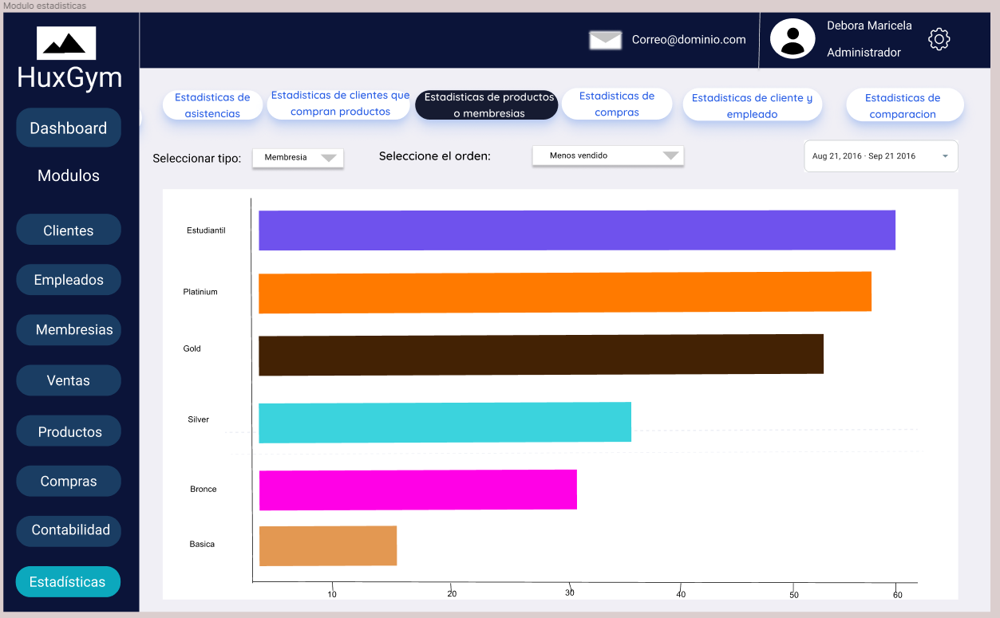 Modulo estadisticas
HuxGym
Dashboard
Modulos
Clientes
Empleados
Membresias
Ventas
Productos
Compras
Contabilidad
Estadísticas
Correo@dominio.com
Debora Maricela
Administrador
Estadisticas de
asistencias
Estadisticas de clientes que
compran productos
Estadisticas de productos
o membresias
Estadisticas de
compras
Estadisticas de cliente y
empleado
Estadisticas de
comparacion
Seleccionar tipo:
Membresia
Seleccione el orden:
Menos vendido
Aug 21, 2016 - Sep 21 2016
Estudiantil
Platinium
Gold
Silver
Bronce
Basica
10 20 30 40 50 60